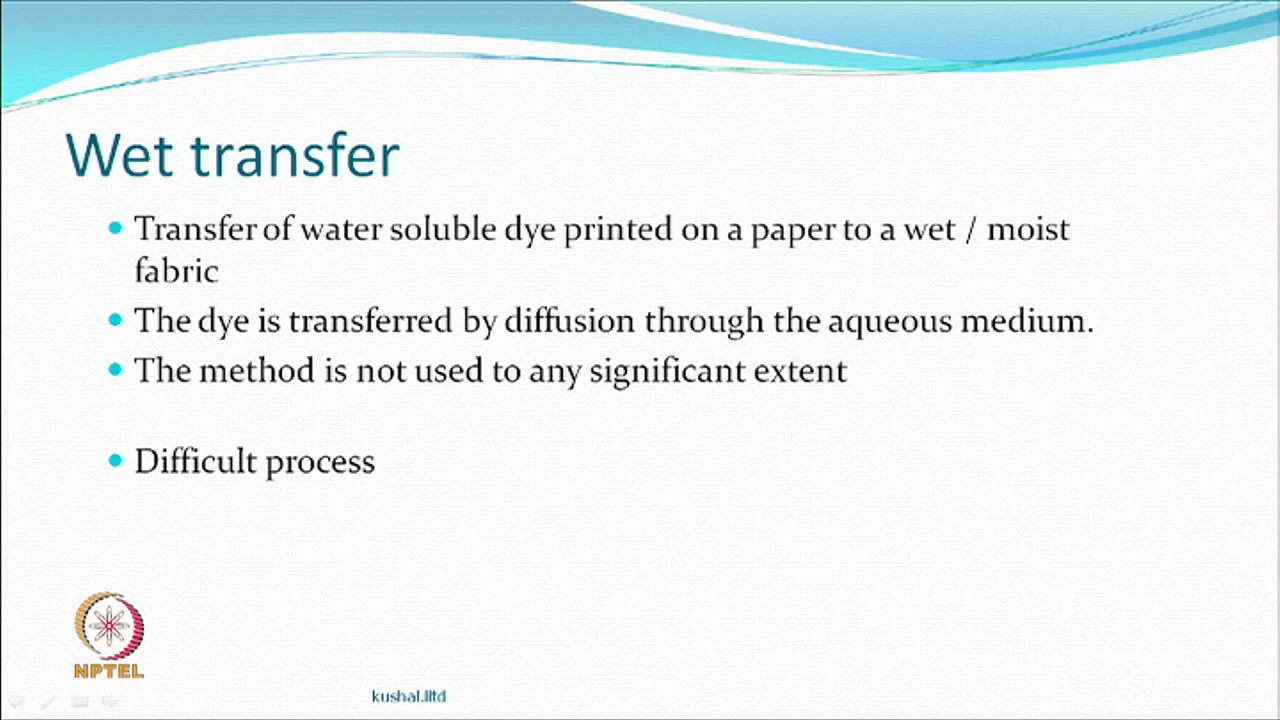 Wet transfer
Transfer of water soluble dye printed on a paper to a wet / moist
fabric
The dye is transferred by diffusion through the aqueous medium.
The method is not used to any significant extent
Difficult process
NPTEL
kushal.iitd